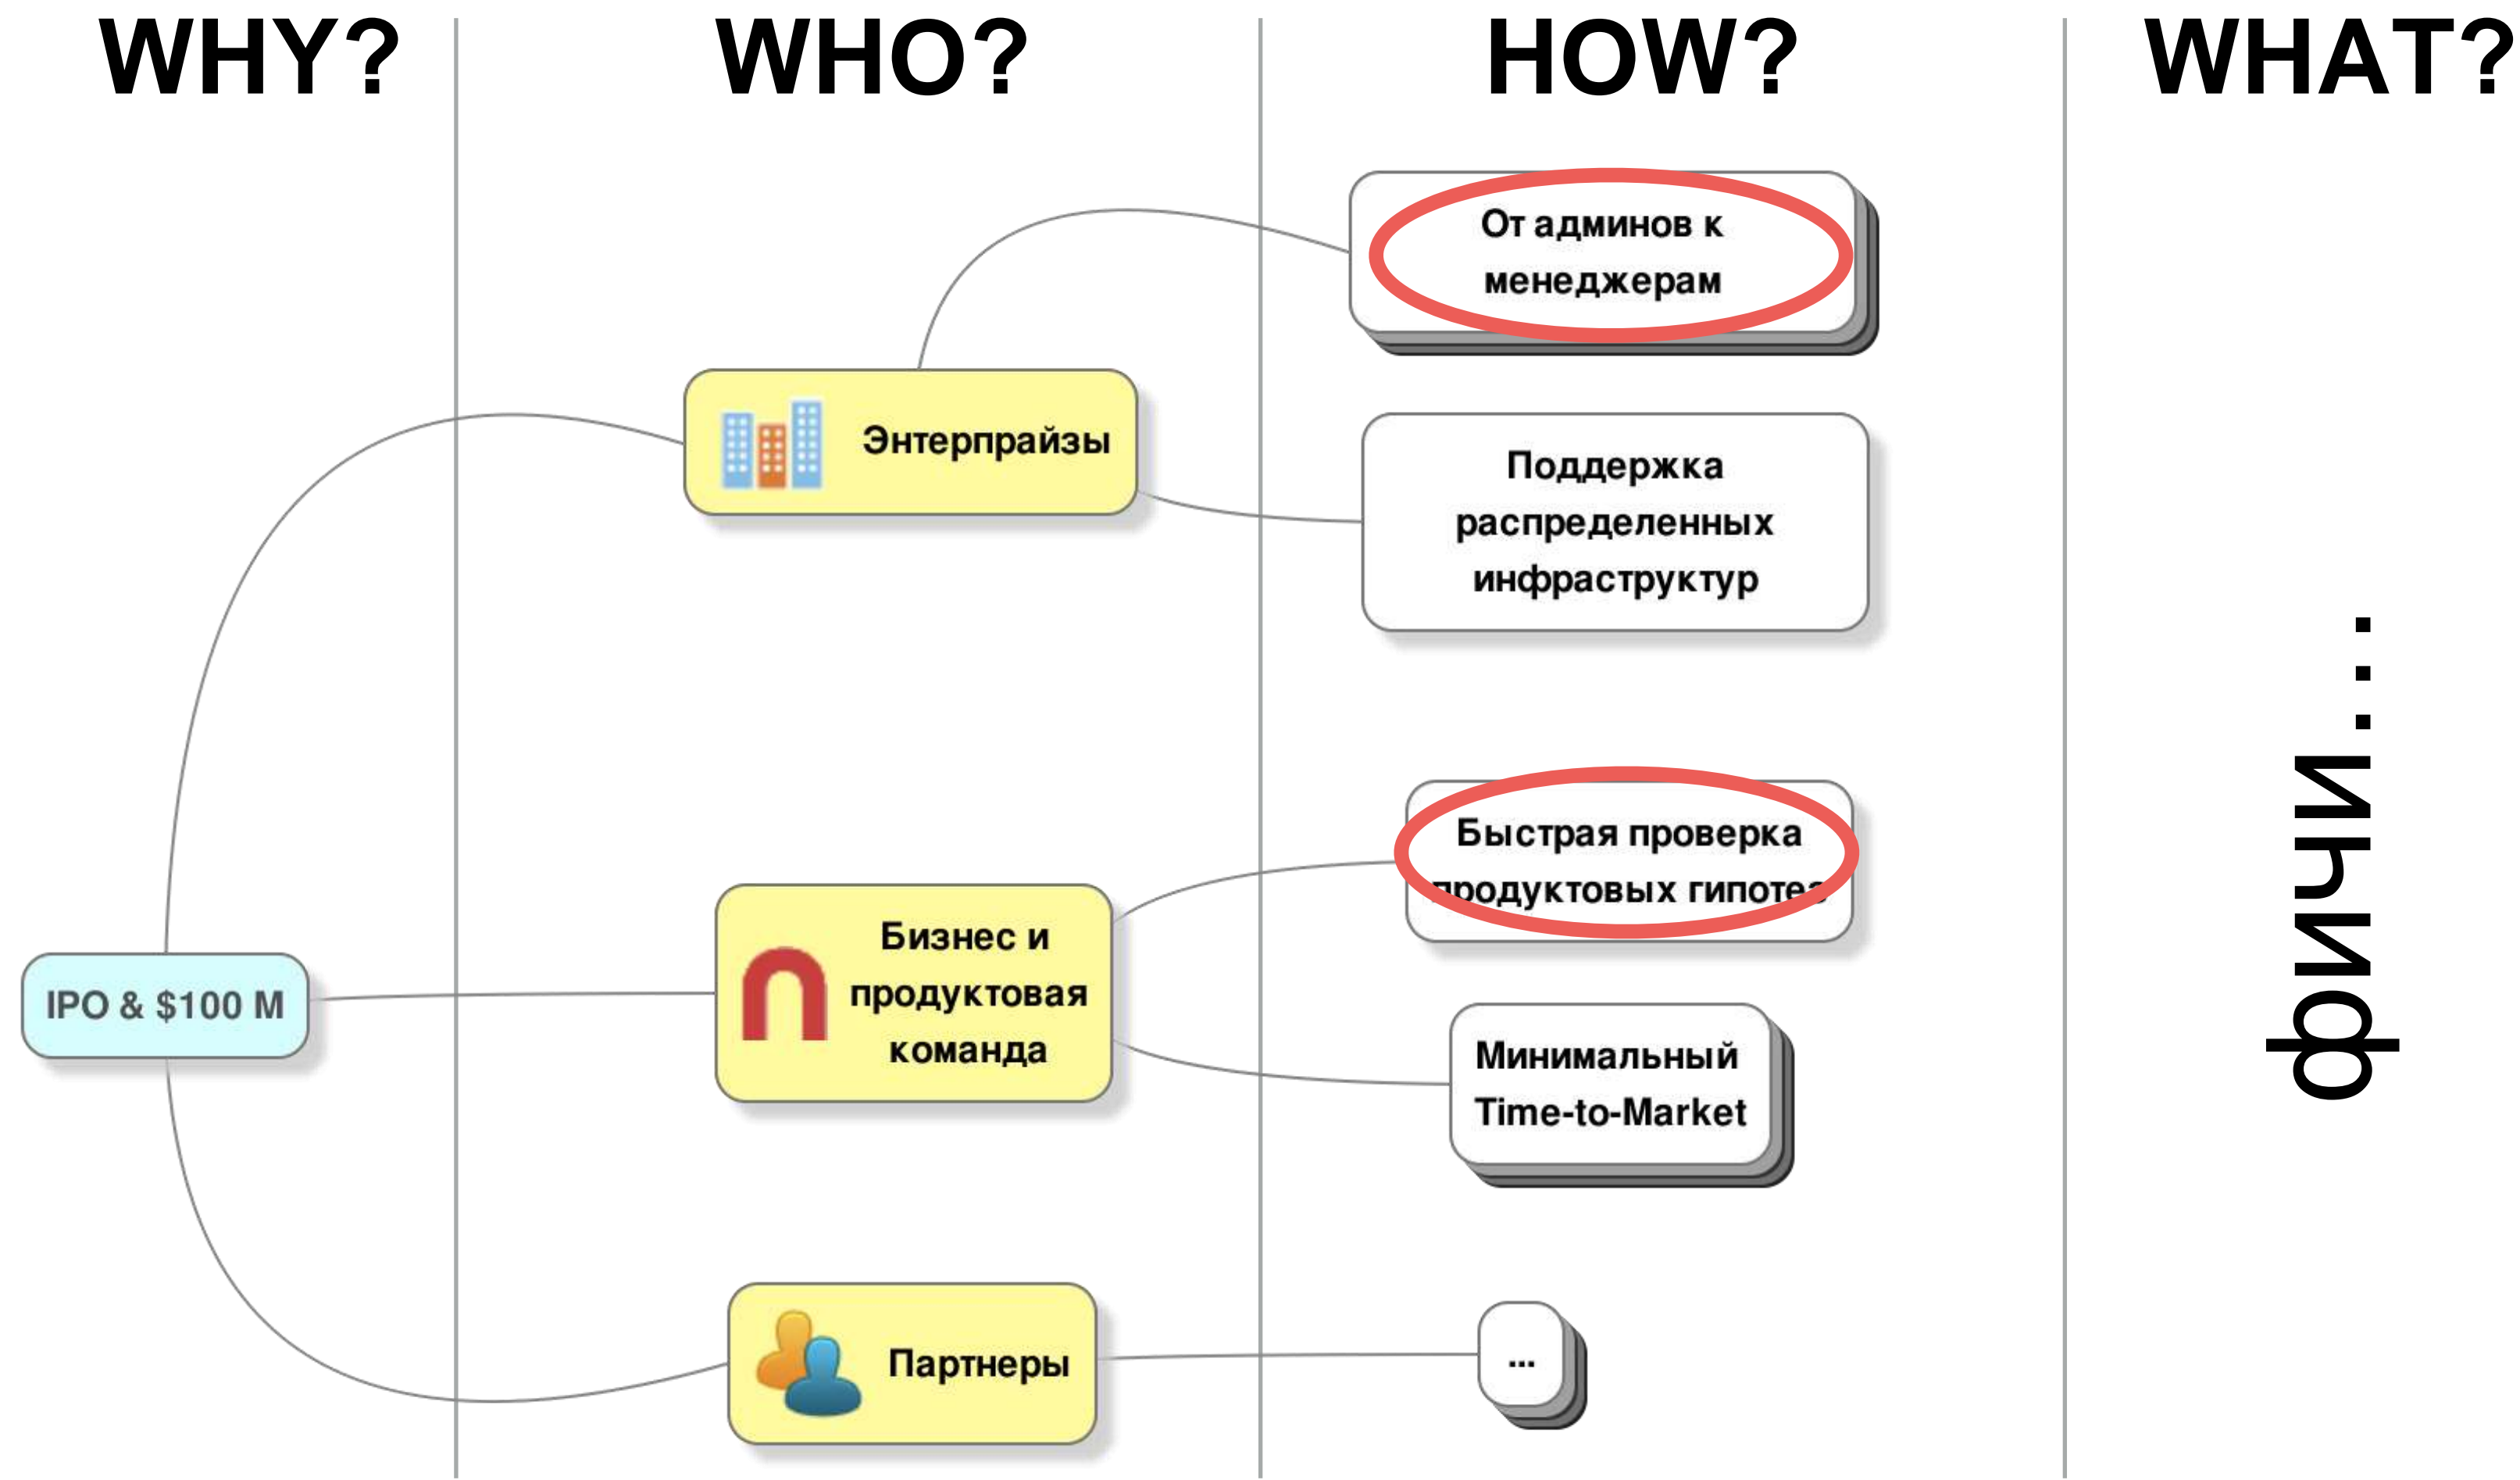 WHY?
WHO?
HOW?
WHAT?
От админов к
менеджерам
Энтерпрайзы
Поддержка
распределенных
инфраструктур
Быстрая проверка
продуктовых гипотез
Бизнес и
продуктовая
команда
IPO & $100 M
Минимальный
Time-to-Market
Партнеры
...
фичи...